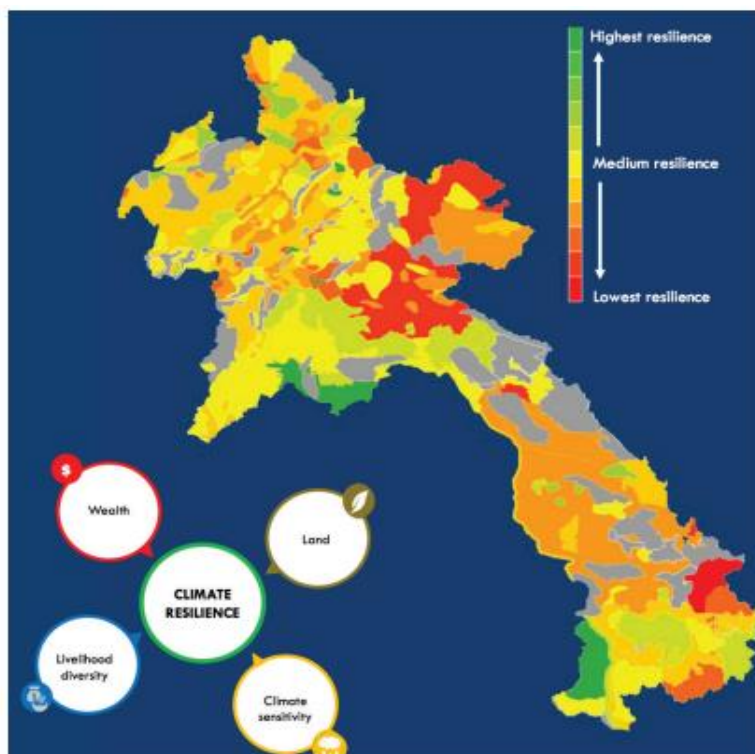 Highest resilience
Medium resilience
Lowest resilience
$
Wealth
Land
CLIMATE
RESILIENCE
Livelihood
diversity
Climate
sensitivity